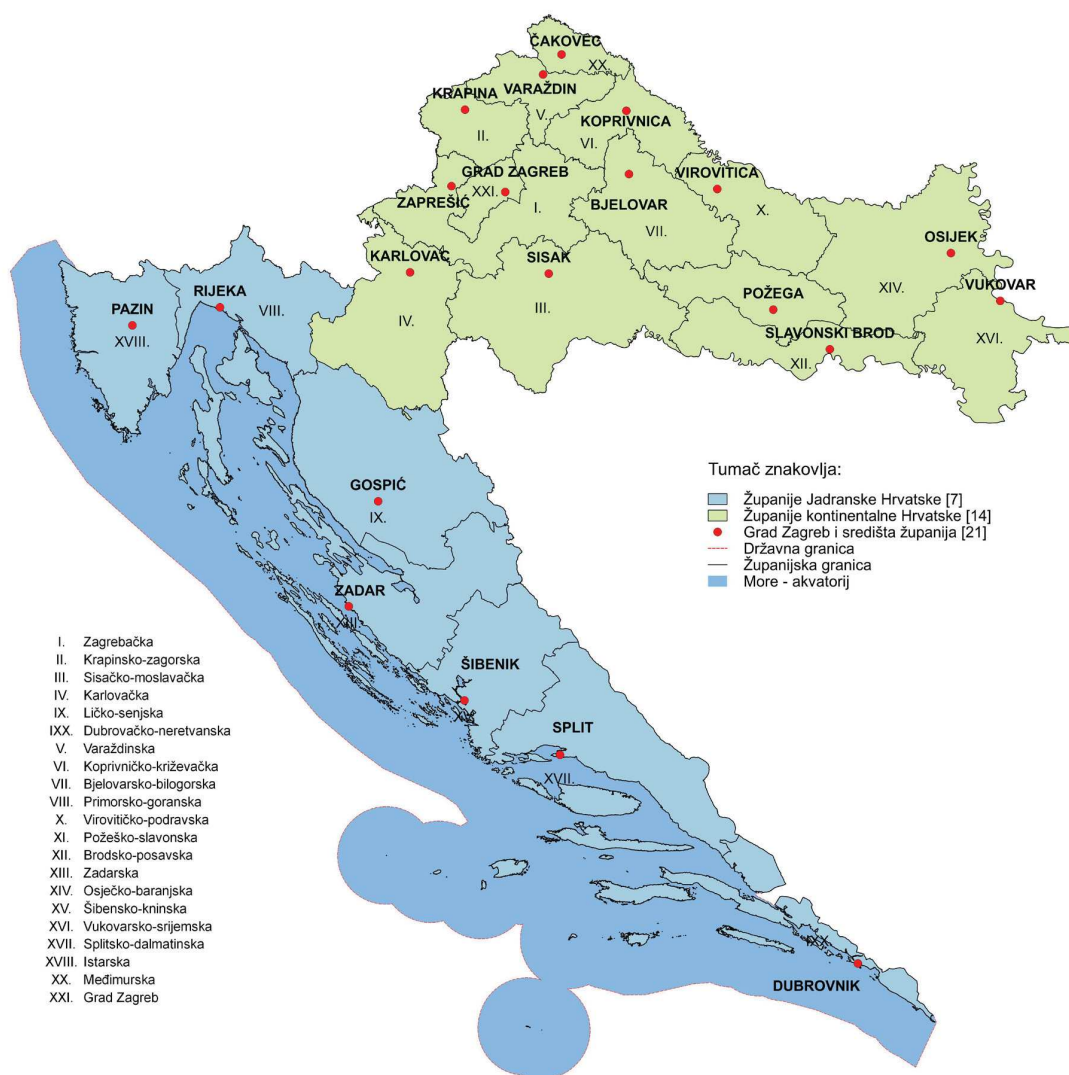 ČAKOVEC
XX.
VARAŽDIN
KRAPINA
V.
KOPRIVNICA
II.
VI.
GRAD ZAGREB
VIROVITICA
XXI.
ZAPREŠIĆ
I.
BJELOVAR
X.
VII.
OSIJEK
KARLOVAC
SISAK
VUKOVAR
RIJEKA
POŽEGA
XIV.
PAZIN
VIII.
III.
XVIII.
IV.
SLAVONSKI BROD
XVI.
XII.
GOSPIĆ
IX.
ZADAR
XIII.
ŠIBENIK
XV.
SPLIT
XVII.
IXX.
DUBROVNIK
Tumač znakovlja:
Županije Jadranske Hrvatske [7]
Županije kontinentalne Hrvatske [14]
Grad Zagreb i središta županija [21]
Državna granica
Županijska granica
More - akvatorij
I. Zagrebačka
II. Krapinsko-zagorska
III. Sisačko-moslavačka
IV. Karlovačka
IX. Ličko-senjska
IXX. Dubrovačko-neretvanska
V. Varaždinska
VI. Koprivničko-križevačka
VII. Bjelovarsko-bilogorska
VIII. Primorsko-goranska
X. Virovitičko-podravska
XI. Požeško-slavonska
XII. Brodsko-posavska
XIII. Zadarska
XIV. Osječko-baranjska
XV. Šibensko-kninska
XVI. Vukovarsko-srijemska
XVII. Splitsko-dalmatinska
XVIII. Istarska
XX. Međimurska
XXI. Grad Zagreb